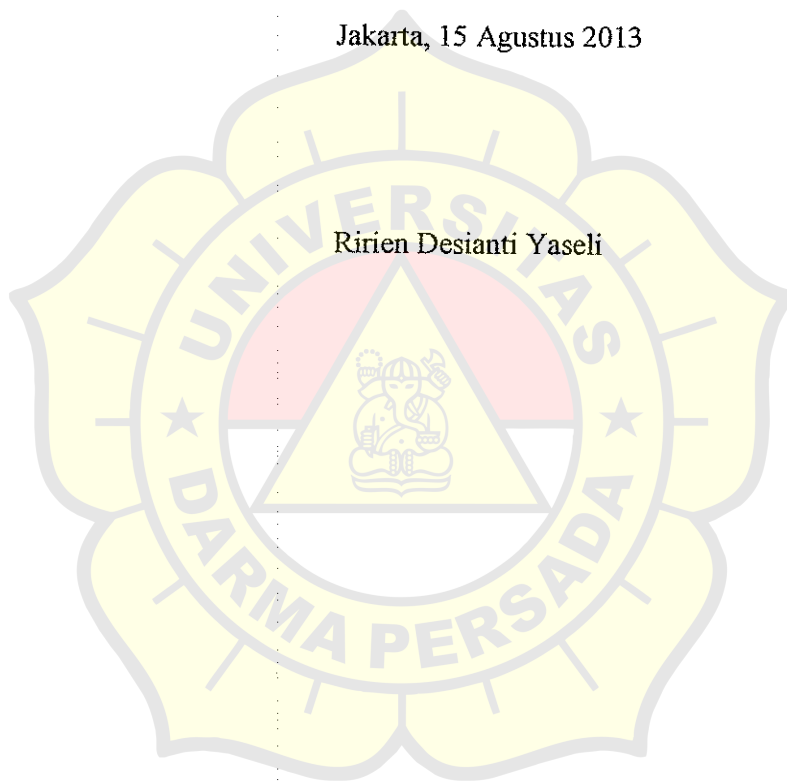 Jakarta, 15 Agustus 2013
Ririen Desianti Yaseli
UNIVERSITAS
DARMA PERSADA